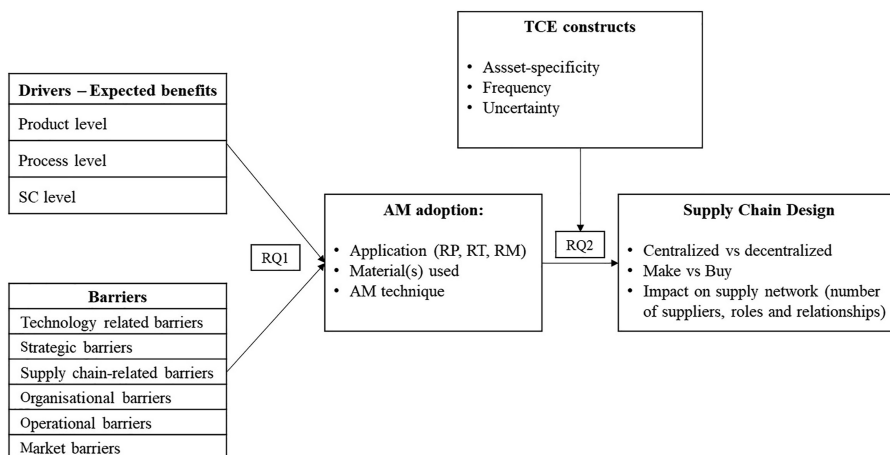 TCE constructs
• Assset-specificity
• Frequency
• Uncertainty
Drivers – Expected benefits
Product level
Process level
SC level
AM adoption:
• Application (RP, RT, RM)
• Material(s) used
• AM technique
RQ1
RQ2
Supply Chain Design
• Centralized vs decentralized
• Make vs Buy
• Impact on supply network (number
of suppliers, roles and relationships)
Barriers
Technology related barriers
Strategic barriers
Supply chain-related barriers
Organisational barriers
Operational barriers
Market barriers